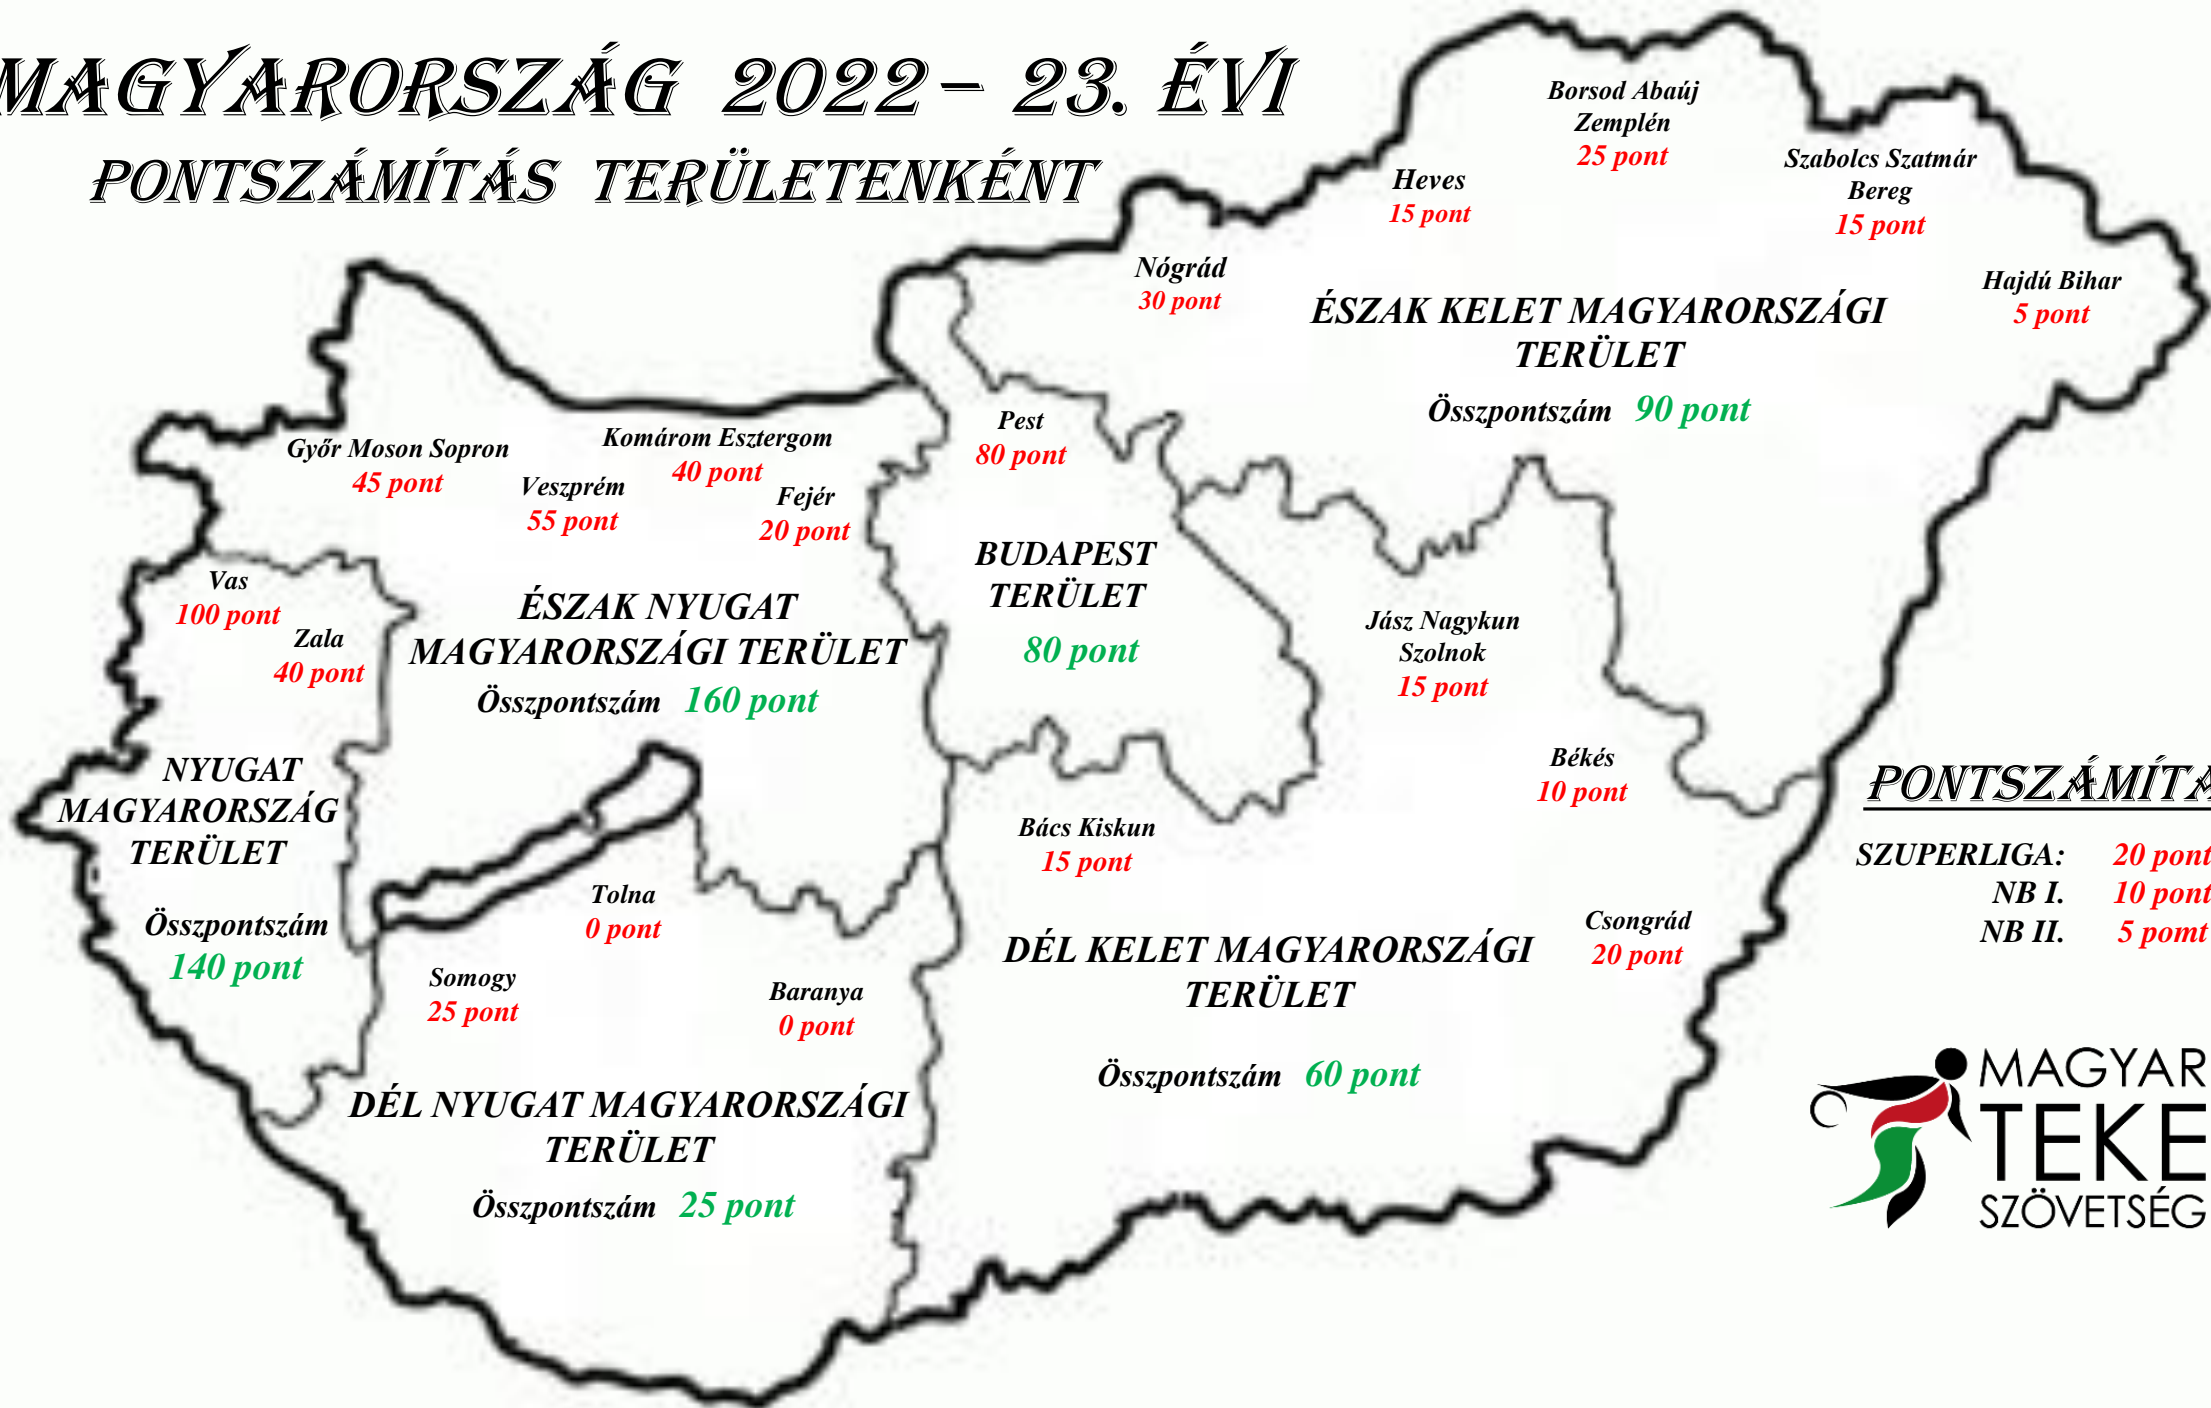 MAGYARORSZÁG 2022 – 23. ÉVI
PONTSZÁMÍTÁS TERÜLETENKÉNT
Borsod Abaúj
Zemplén
25 pont
Szabolcs Szatmár
Bereg
15 pont
Heves
15 pont
Nógrád
30 pont
Hajdú Bihar
5 pont
ÉSZAK KELET MAGYARORSZÁGI
TERÜLET
Összpontszám 90 pont
Győr Moson Sopron
45 pont
Veszprém
55 pont
Komárom Esztergom
40 pont
Fejér
20 pont
ÉSZAK NYUGAT
MAGYARORSZÁGI TERÜLET
Összpontszám 160 pont
Pest
80 pont
BUDAPEST
TERÜLET
80 pont
Vas
100 pont
Zala
40 pont
NYUGAT
MAGYARORSZÁG
TERÜLET
Összpontszám
140 pont
Jász Nagykun
Szolnok
15 pont
Békés
10 pont
Bács Kiskun
15 pont
Csongrád
20 pont
DÉL KELET MAGYARORSZÁGI
TERÜLET
Összpontszám 60 pont
Tolna
0 pont
Somogy
25 pont
Baranya
0 pont
DÉL NYUGAT MAGYARORSZÁGI
TERÜLET
Összpontszám 25 pont
PONTSZÁMÍTÁ
SZUPERLIGA: 20 pont
NB I. 10 pont
NB II. 5 pomt
MAGYAR
TEKE
SZÖVETSÉG